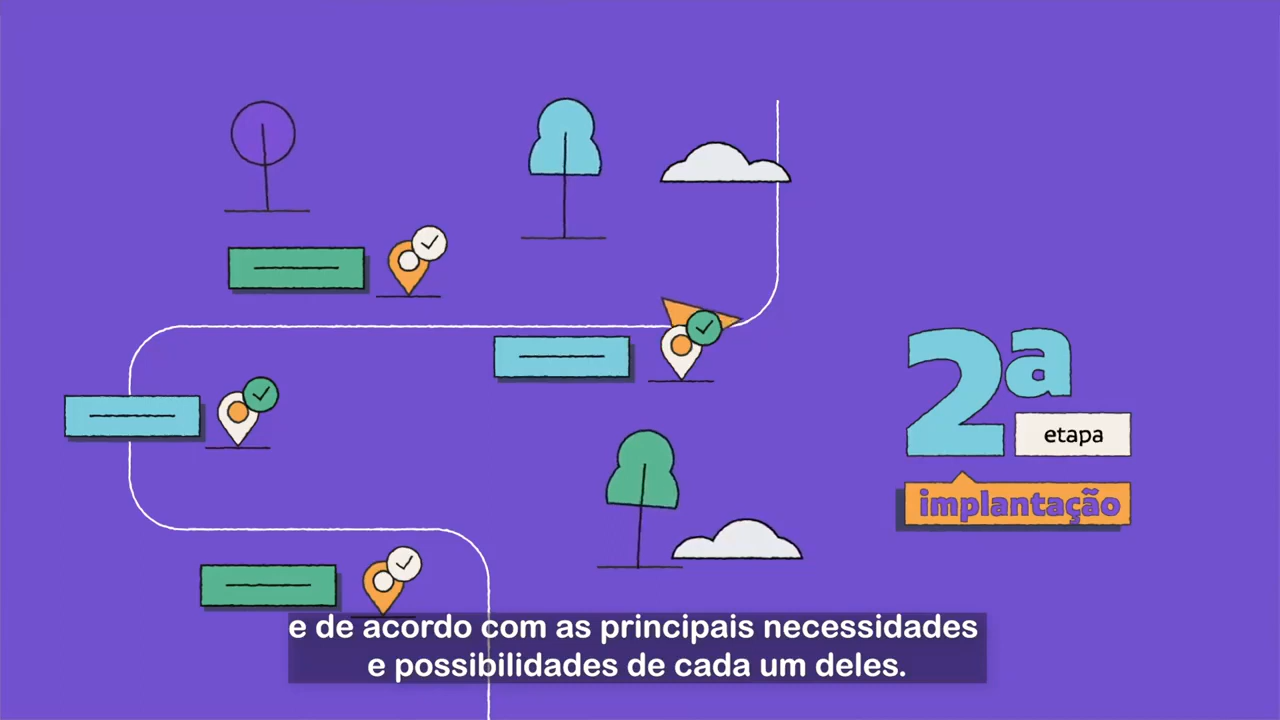 2ª
etapa
implantação
e de acordo com as principais necessidades
e possibilidades de cada um deles.